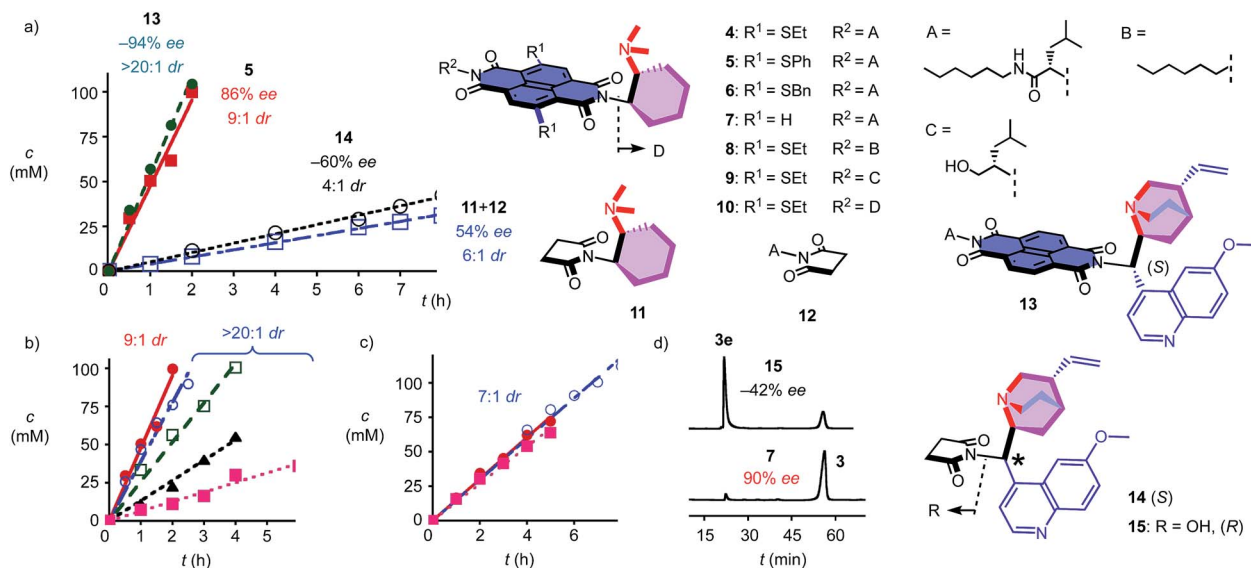 a)
13
–94% ee
>20:1 dr
5
86% ee
9:1 dr
14
–60% ee
4:1 dr
11+12
54% ee
6:1 dr
c
(mM)
100
75
50
25
0
0 1 2 3 4 5 6 7
t (h)
R1
R2
N
O
O
N
O
O
N
R1
D
4: R1 = SEt R2 = A
5: R1 = SPh R2 = A
6: R1 = SBn R2 = A
7: R1 = H R2 = A
8: R1 = SEt R2 = B
9: R1 = SEt R2 = C
10: R1 = SEt R2 = D
A =
H
N
O
B =
C =
HO
N
O
N
O
11
O
A
N
O
12
A
N
O
O
O
N
O
N
(S)
O
N
13
b)
9:1 dr
>20:1 dr
c
(mM)
100
75
50
25
0
0 1 2 3 4 5
t (h)
c)
7:1 dr
100
75
50
25
0
0 2 4 6
t (h)
d)
3e
15
–42% ee
7
90% ee
3
15 30 45 60
t (min)
N
O
N
O
*
R
O
N
14 (S)
15: R = OH, (R)